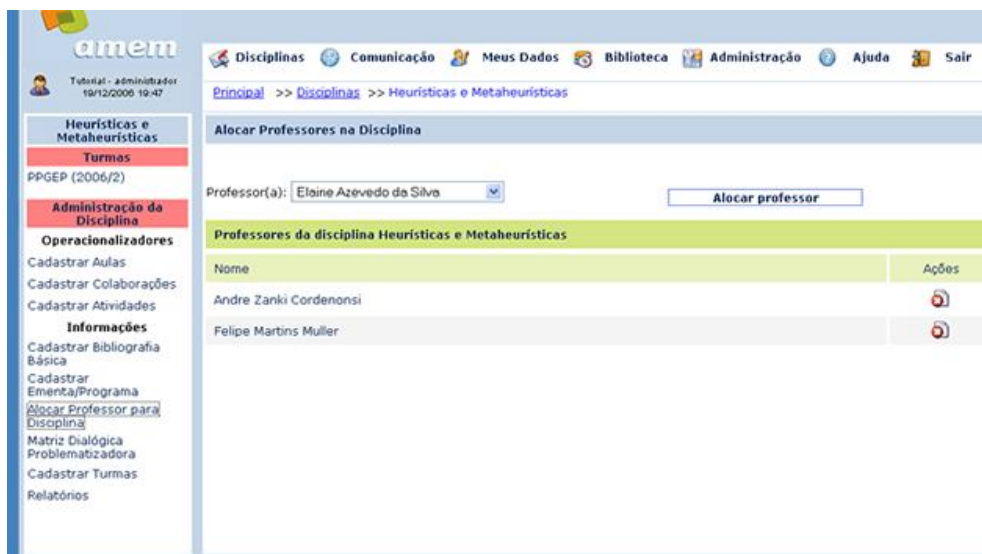 amem
Tutorial - administrador
19/12/2006 19:47
Disciplinas Comunicação Meus Dados Biblioteca Administração Ajuda Sair
Principal >> Disciplinas >> Heurísticas e Metaheurísticas
Heurísticas e
Metaheurísticas
Turmas
PPGEP (2006/2)
Administração da
Disciplina
Operacionalizadores
Cadastrar Aulas
Cadastrar Colaborações
Cadastrar Atividades
Informações
Cadastrar Bibliografia
Básica
Cadastrar
Ementa/Programa
Alocar Professor para
Disciplina
Matriz Dialógica
Problematizadora
Cadastrar Turmas
Relatórios
Alocar Professores na Disciplina
Professor(a): Elaine Azevedo da Silva Alocar professor
Professores da disciplina Heurísticas e Metaheurísticas
Nome Ações
Andre Zanki Cordenonsi
Felipe Martins Muller